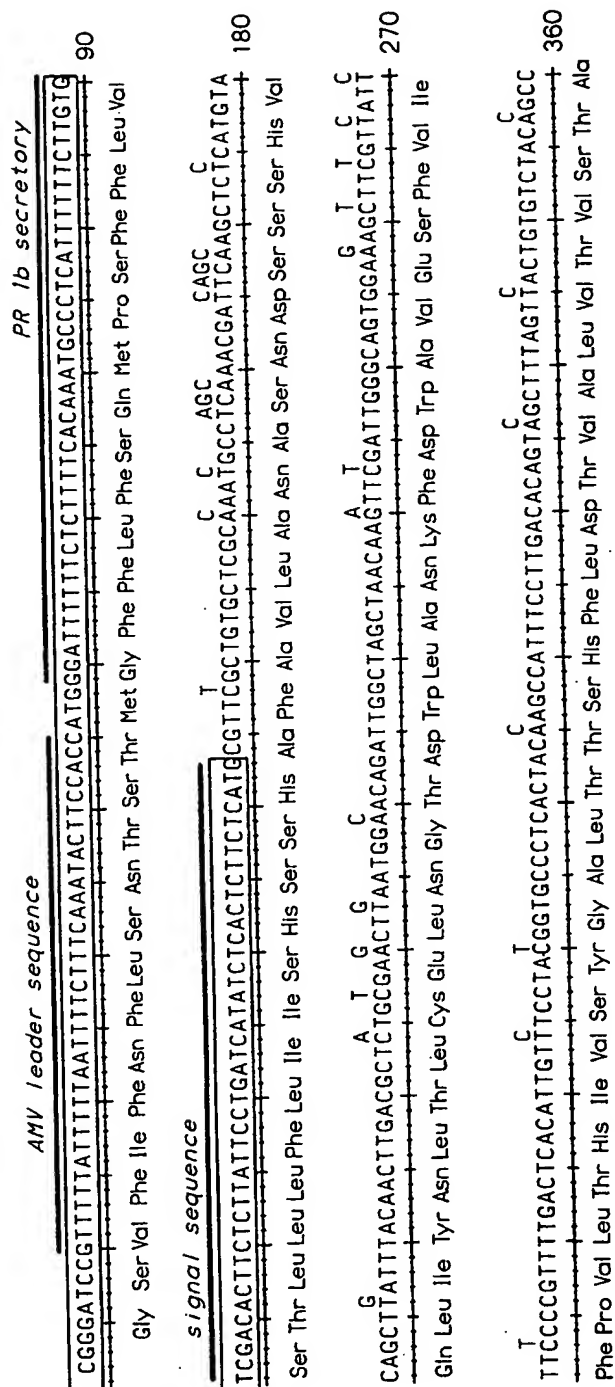 AMV leader sequence PR 1b secretory
CGGGATCCGTTTTTATTTTTAATTTTCTTTCAAATACTTCCACCATGGGATTTTTTCTCTTTTCACAAATGCCCTCATTTTTTCTTGTG
90
Gly Ser Val Phe Ile Phe Asn Phe Leu Ser Asn Thr Ser Thr Met Gly Phe Phe Leu Phe Ser Gln Met Pro Ser Phe Phe Leu Val
signal sequence
T C C AGC CAGC C
TCGACACTTCTCTTATTCCTGATCATATCTCACTCTTCTCATGCGTTCGCTGTGCTCGCAAATGCCTCAAACGATTCAAGCTCTCATGTA
180
Ser Thr Leu Leu Leu Phe Leu Ile Ile Ser His Ser Ser His Ala Phe Ala Val Leu Ala Asn Ala Ser Asn Asp Ser Ser Ser His Val
G A T G G C A T G T T C C
CAGCTTATTTACAACTTGACGCTCTGCGAACTTAATGGAACAGATTGGCTAGCTAACAAGTTCGATTGGGCAGTGGAAAGCTTCGTTATT
270
Gln Leu Ile Tyr Asn Leu Thr Leu Cys Glu Leu Asn Gly Thr Asp Trp Leu Ala Asn Lys Phe Asp Trp Ala Val Glu Ser Phe Val Ile
T C T C C C C
TTCCCCGTTTTGACTCACATTGTTTCCTACGGTGCCCTCACTACAAGCCATTTCCTTGACACAGTAGCTTTAGTTACTGTGTCTACAGCC
360
Phe Pro Val Leu Thr His Ile Val Ser Tyr Gly Ala Leu Thr Thr Ser His Phe Leu Asp Thr Val Ala Leu Val Thr Val Ser Thr Ala